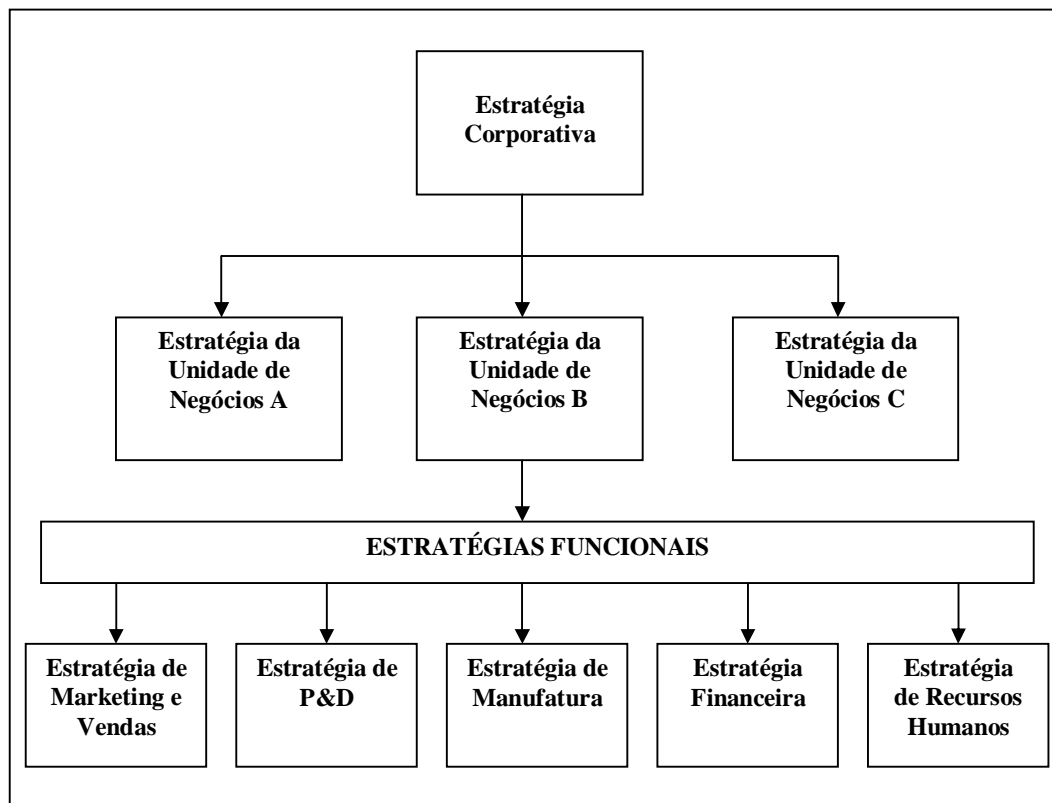 Estratégia
Corporativa
Estratégia da
Unidade de
Negócios A
Estratégia da
Unidade de
Negócios B
Estratégia da
Unidade de
Negócios C
ESTRATÉGIAS FUNCIONAIS
Estratégia de
Marketing e
Vendas
Estratégia de
P&D
Estratégia de
Manufatura
Estratégia
Financeira
Estratégia
de Recursos
Humanos